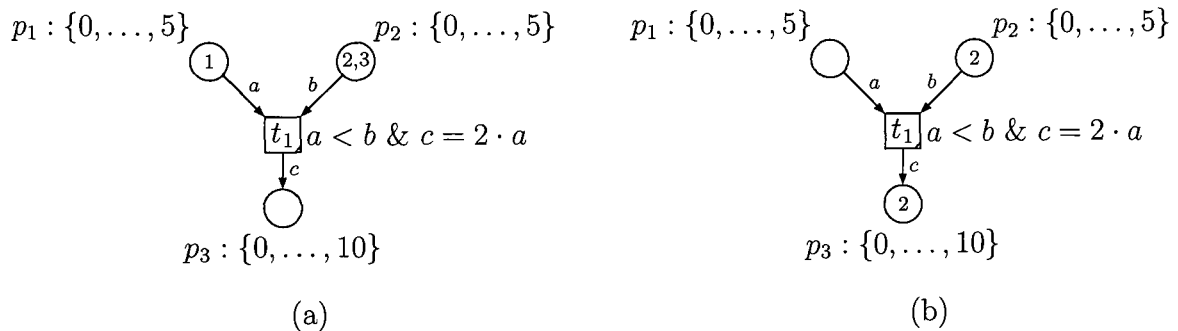 p₁ : {0, …, 5}
p₂ : {0, …, 5}
1
2,3
a
b
t₁ a < b & c = 2 · a
c
p₃ : {0, …, 10}
(a)
p₁ : {0, …, 5}
p₂ : {0, …, 5}
2
a
b
t₁ a < b & c = 2 · a
c
2
p₃ : {0, …, 10}
(b)